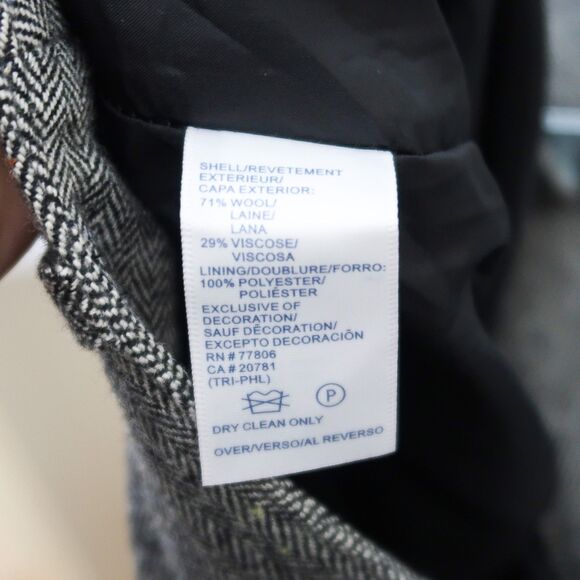 SHELL/REVETEMENT
EXTERIEUR/
CAPA EXTERIOR:
71% WOOL/
LAINE/
LANA
29% VISCOSE/
VISCOSA
LINING/DOUBLURE/FORRO:
100% POLYESTER/
POLIÉSTER
EXCLUSIVE OF
DECORATION/
SAUF DÉCORATION/
EXCEPTO DECORACIÓN
RN # 77806
CA # 20781
(TRI-PHL)
P
DRY CLEAN ONLY
OVER/VERSO/AL REVERSO